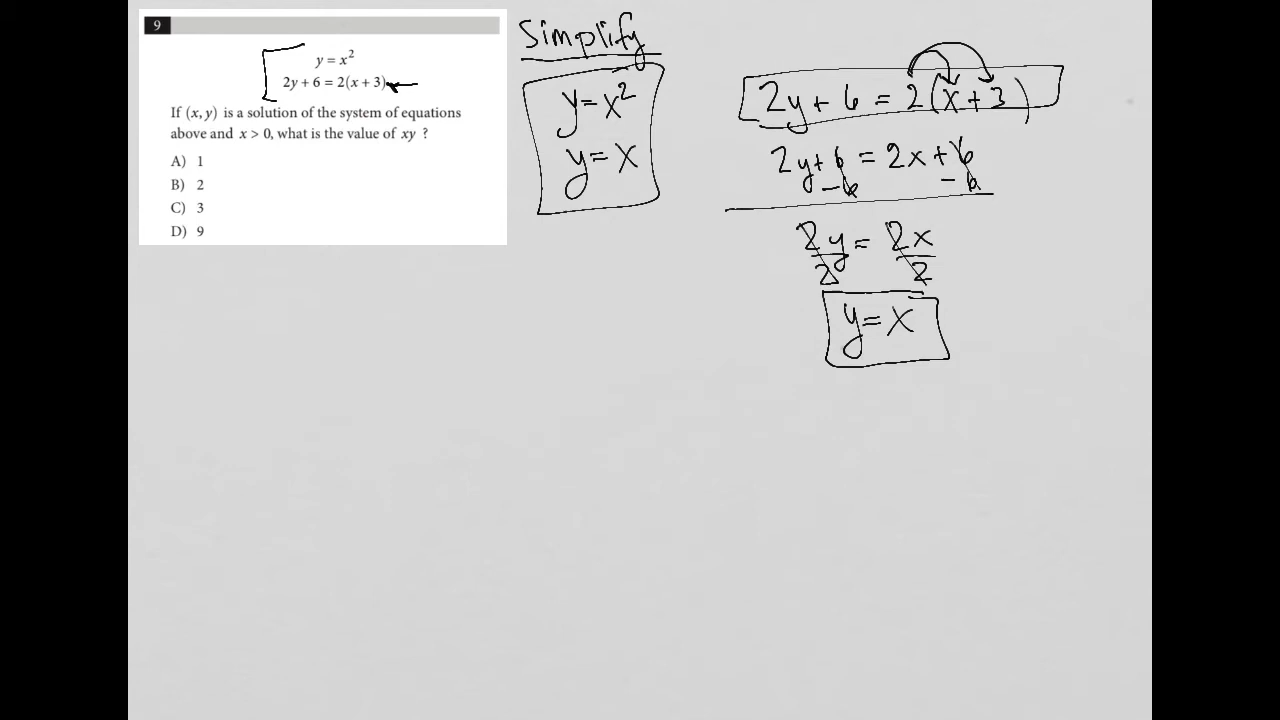 9
y = x²
2y + 6 = 2(x + 3)
If (x, y) is a solution of the system of equations
above and x > 0, what is the value of xy ?
A) 1
B) 2
C) 3
D) 9
Simplify
y = x²
y = x
2y + 6 = 2(x + 3)
2y + 6 = 2x + 6
- 6 - 6
2y = 2x
2 2
y = x